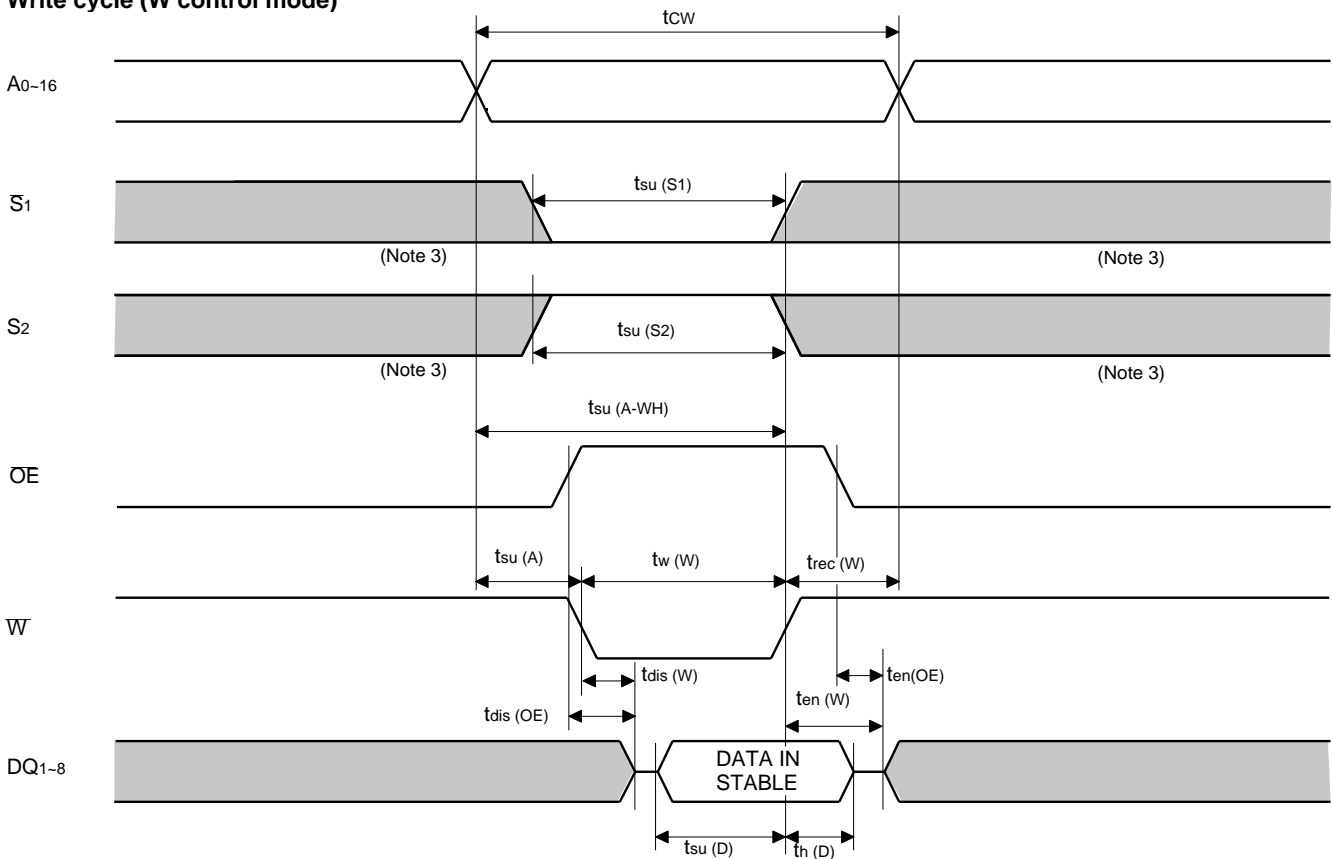 Write cycle (W control mode)
tCW
A0~16
S̅1
tsu (S1)
(Note 3)
(Note 3)
S2
tsu (S2)
(Note 3)
(Note 3)
tsu (A-WH)
O̅E̅
tsu (A)
tw (W)
trec (W)
W̅
tdis (W)
ten(OE)
tdis (OE)
ten (W)
DQ1~8
DATA IN
STABLE
tsu (D)
th (D)